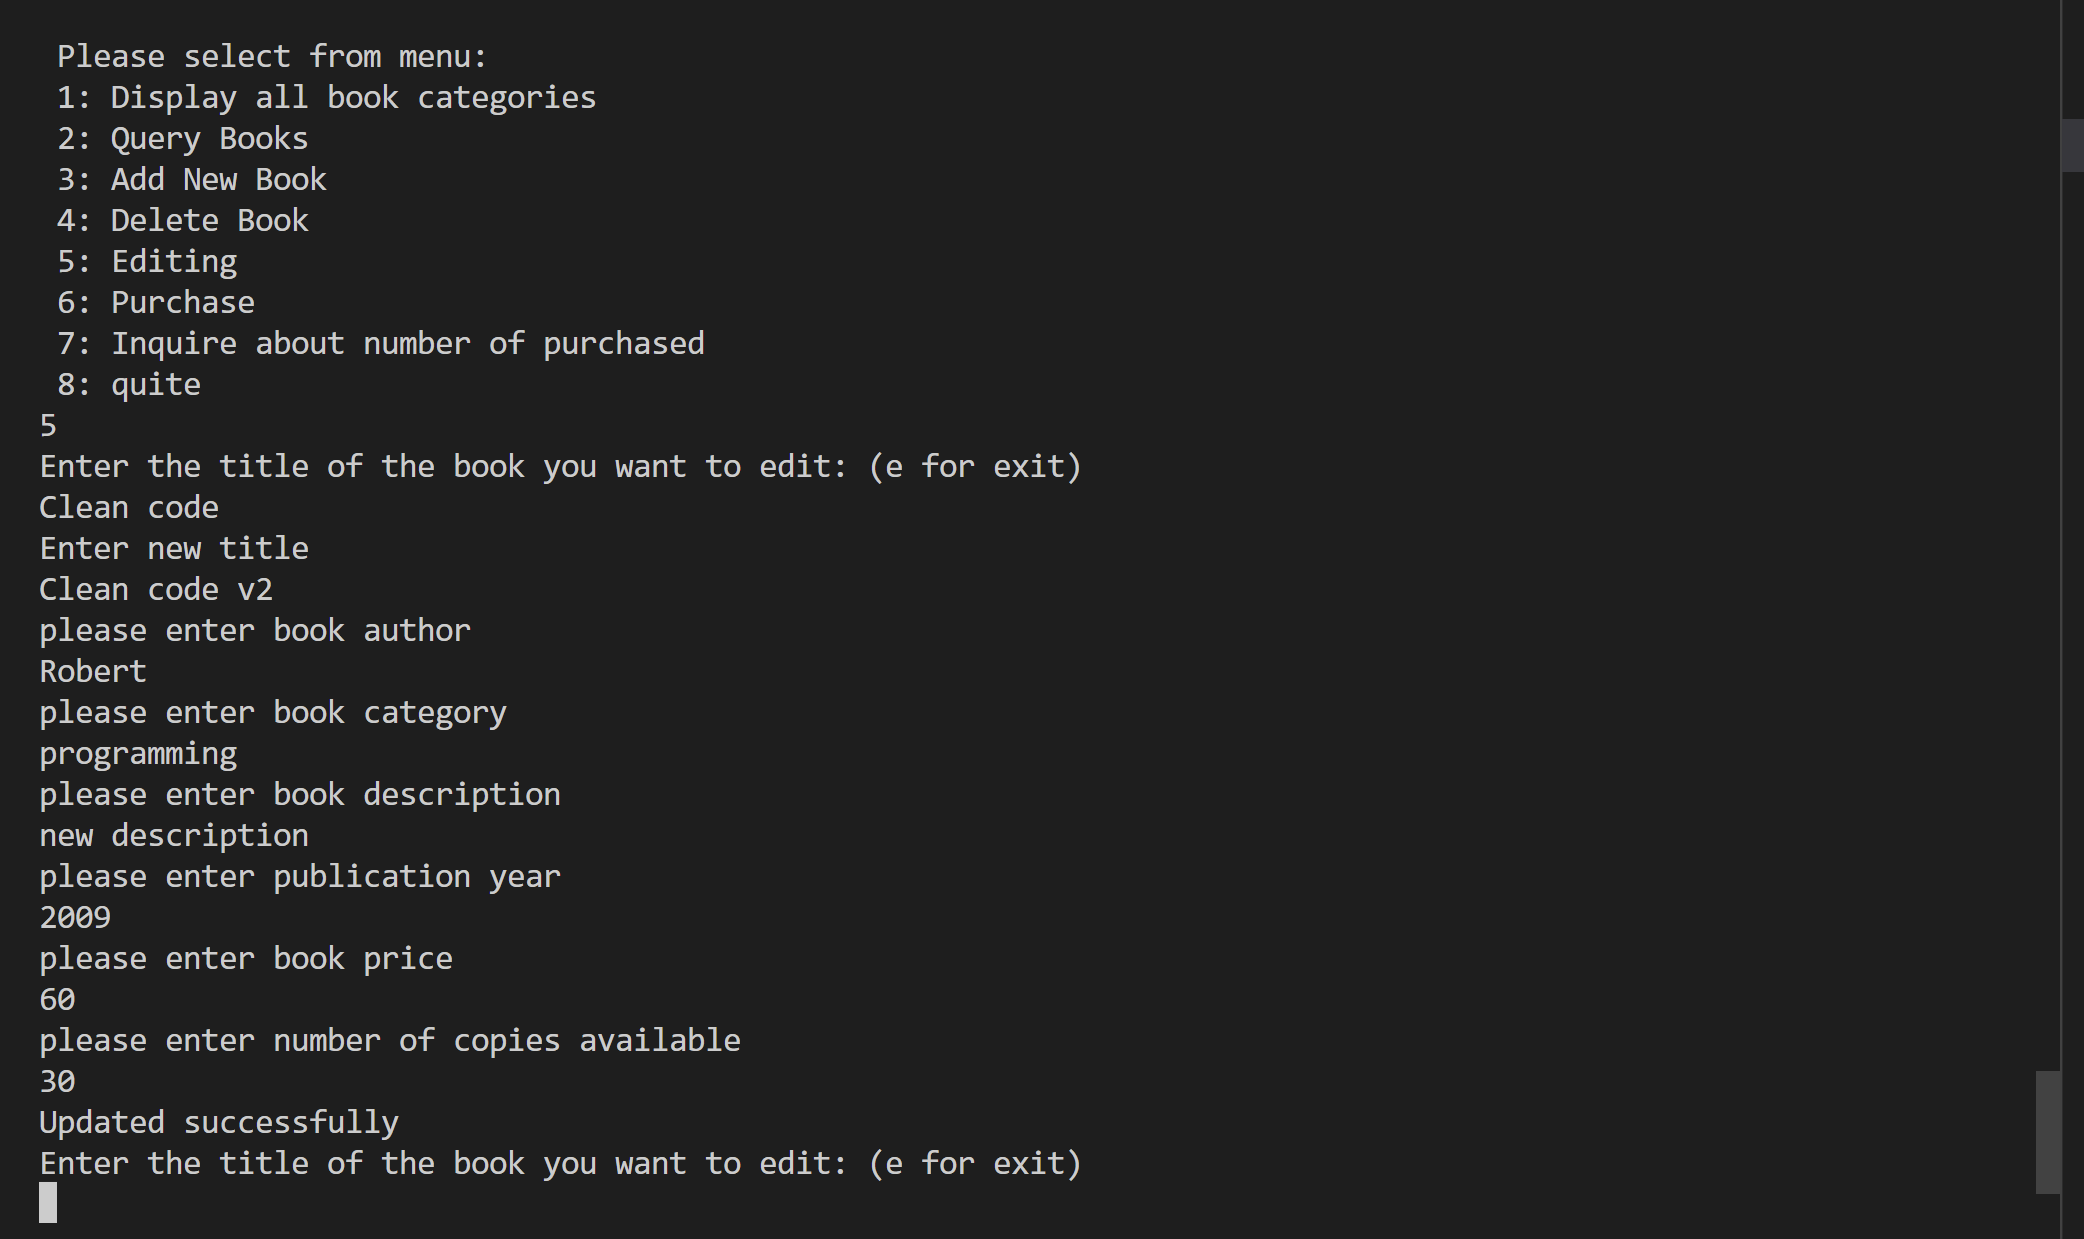 Please select from menu:
1: Display all book categories
2: Query Books
3: Add New Book
4: Delete Book
5: Editing
6: Purchase
7: Inquire about number of purchased
8: quite
5
Enter the title of the book you want to edit: (e for exit)
Clean code
Enter new title
Clean code v2
please enter book author
Robert
please enter book category
programming
please enter book description
new description
please enter publication year
2009
please enter book price
60
please enter number of copies available
30
Updated successfully
Enter the title of the book you want to edit: (e for exit)